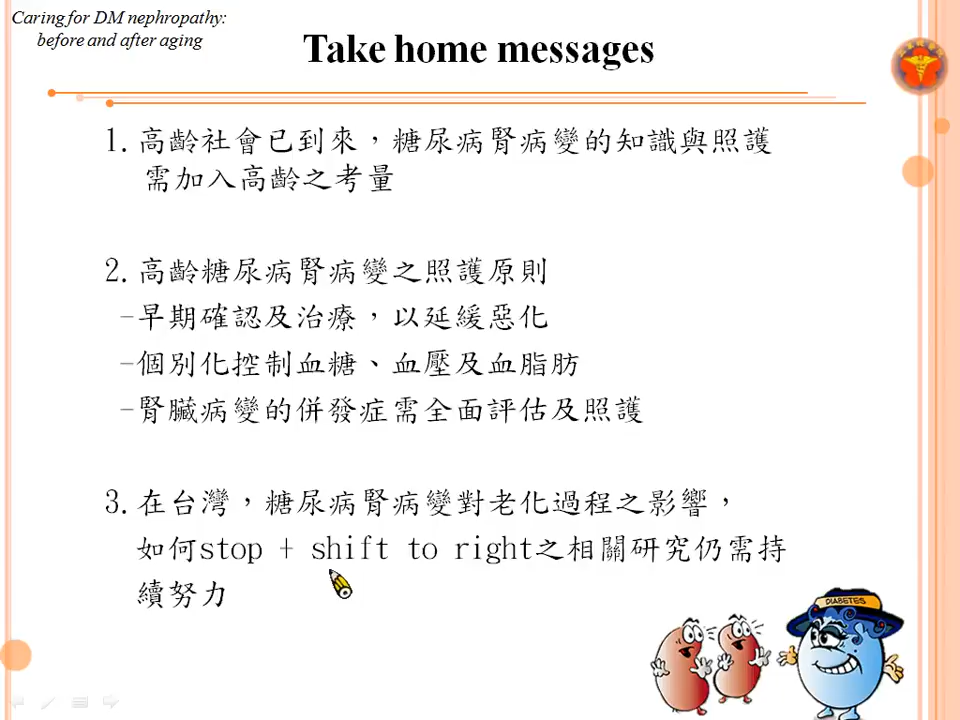 Caring for DM nephropathy:
before and after aging
Take home messages
1.高齡社會已到來，糖尿病腎病變的知識與照護
需加入高齡之考量
2.高齡糖尿病腎病變之照護原則
-早期確認及治療，以延緩惡化
-個別化控制血糖、血壓及血脂肪
-腎臟病變的併發症需全面評估及照護
3.在台灣，糖尿病腎病變對老化過程之影響，
如何stop + shift to right之相關研究仍需持
續努力
DIABETES